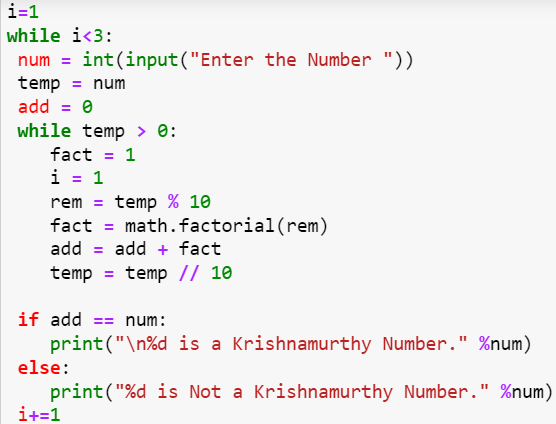 i=1
while i<3:
 num = int(input("Enter the Number "))
 temp = num
 add = 0
 while temp > 0:
    fact = 1
    i = 1
    rem = temp % 10
    fact = math.factorial(rem)
    add = add + fact
    temp = temp // 10

 if add == num:
    print("\n%d is a Krishnamurthy Number." %num)
 else:
    print("%d is Not a Krishnamurthy Number." %num)
 i+=1